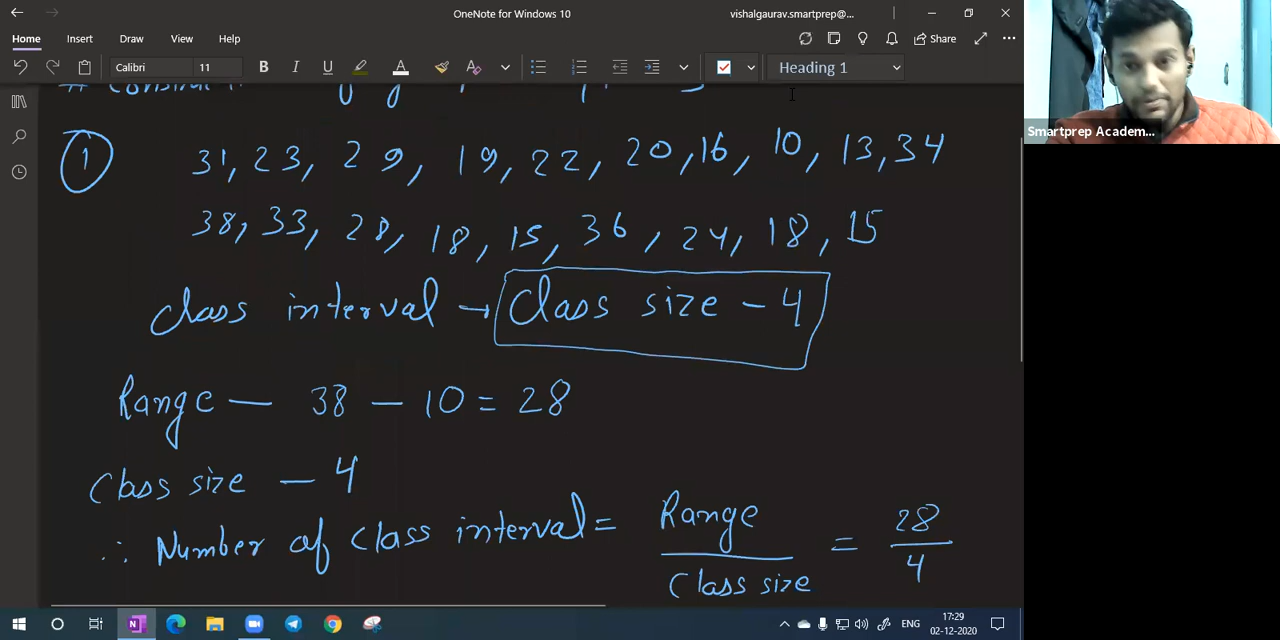 OneNote for Windows 10
vishalgaurav.smartprep@...
Home Insert Draw View Help
Share
Calibri 11 B I U A Heading 1
1
31, 23, 29, 19, 22, 20, 16, 10, 13, 34
38, 33, 28, 18, 15, 36, 24, 18, 15
Class interval → Class size - 4
Range — 38 - 10 = 28
Class size - 4
∴ Number of class interval = Range / Class size = 28 / 4
Smartprep Academ...
ENG
17:29
02-12-2020